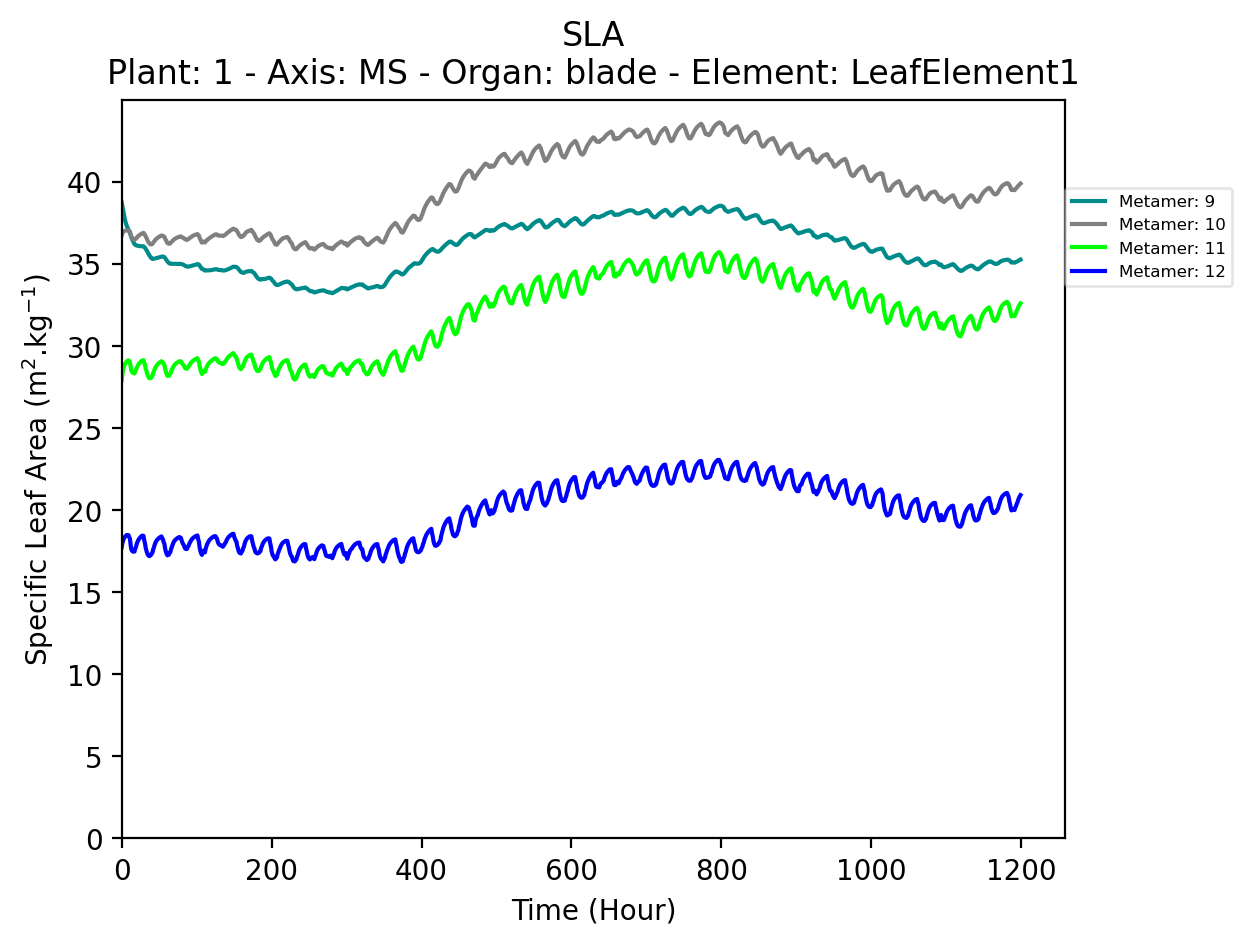 SLA
Plant: 1 - Axis: MS - Organ: blade - Element: LeafElement1
Specific Leaf Area (m².kg⁻¹)
40
35
30
25
20
15
10
5
0
0 200 400 600 800 1000 1200
Time (Hour)
Metamer: 9
Metamer: 10
Metamer: 11
Metamer: 12